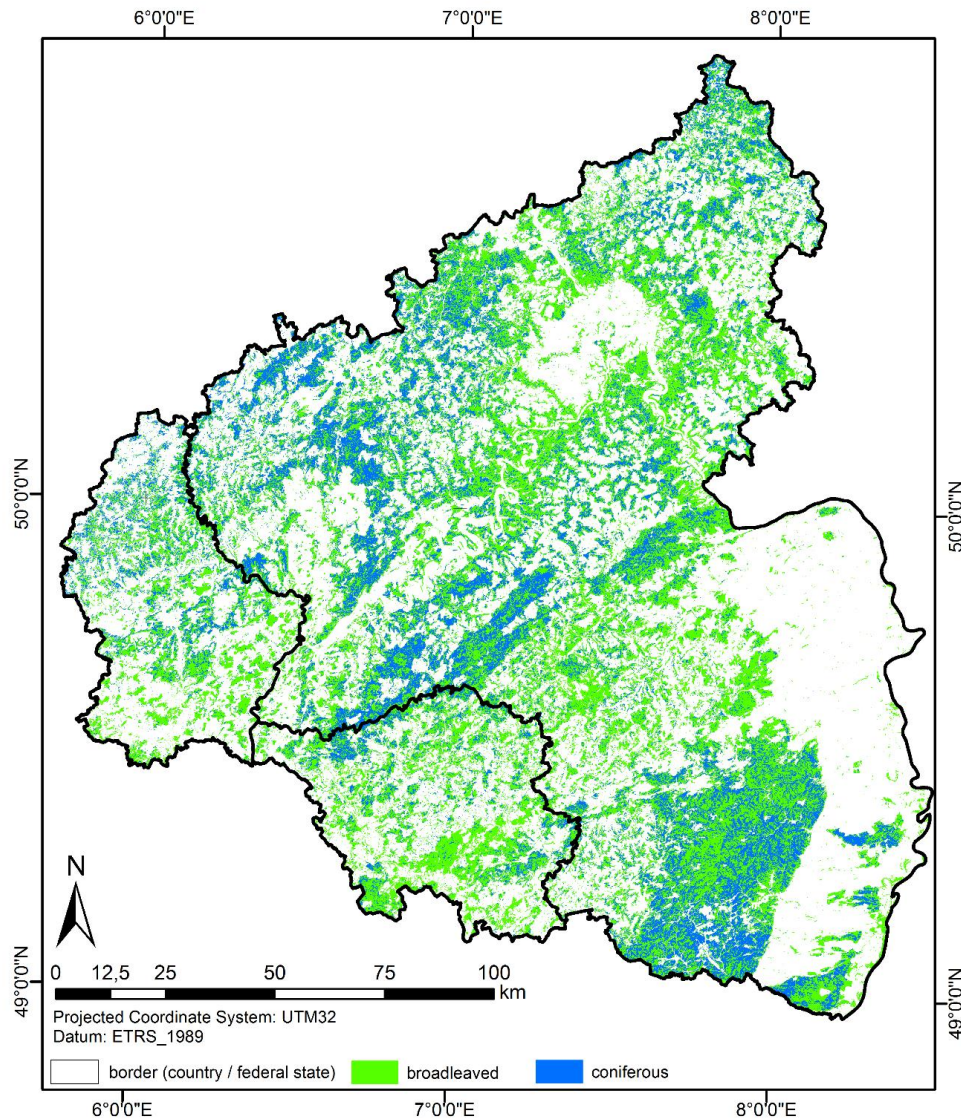 6°0'0"E 7°0'0"E 8°0'0"E
50°0'0"N
50°0'0"N
N
49°0'0"N
49°0'0"N
0 12,5 25 50 75 100
km
Projected Coordinate System: UTM32
Datum: ETRS_1989
border (country / federal state) broadleaved coniferous
6°0'0"E 7°0'0"E 8°0'0"E